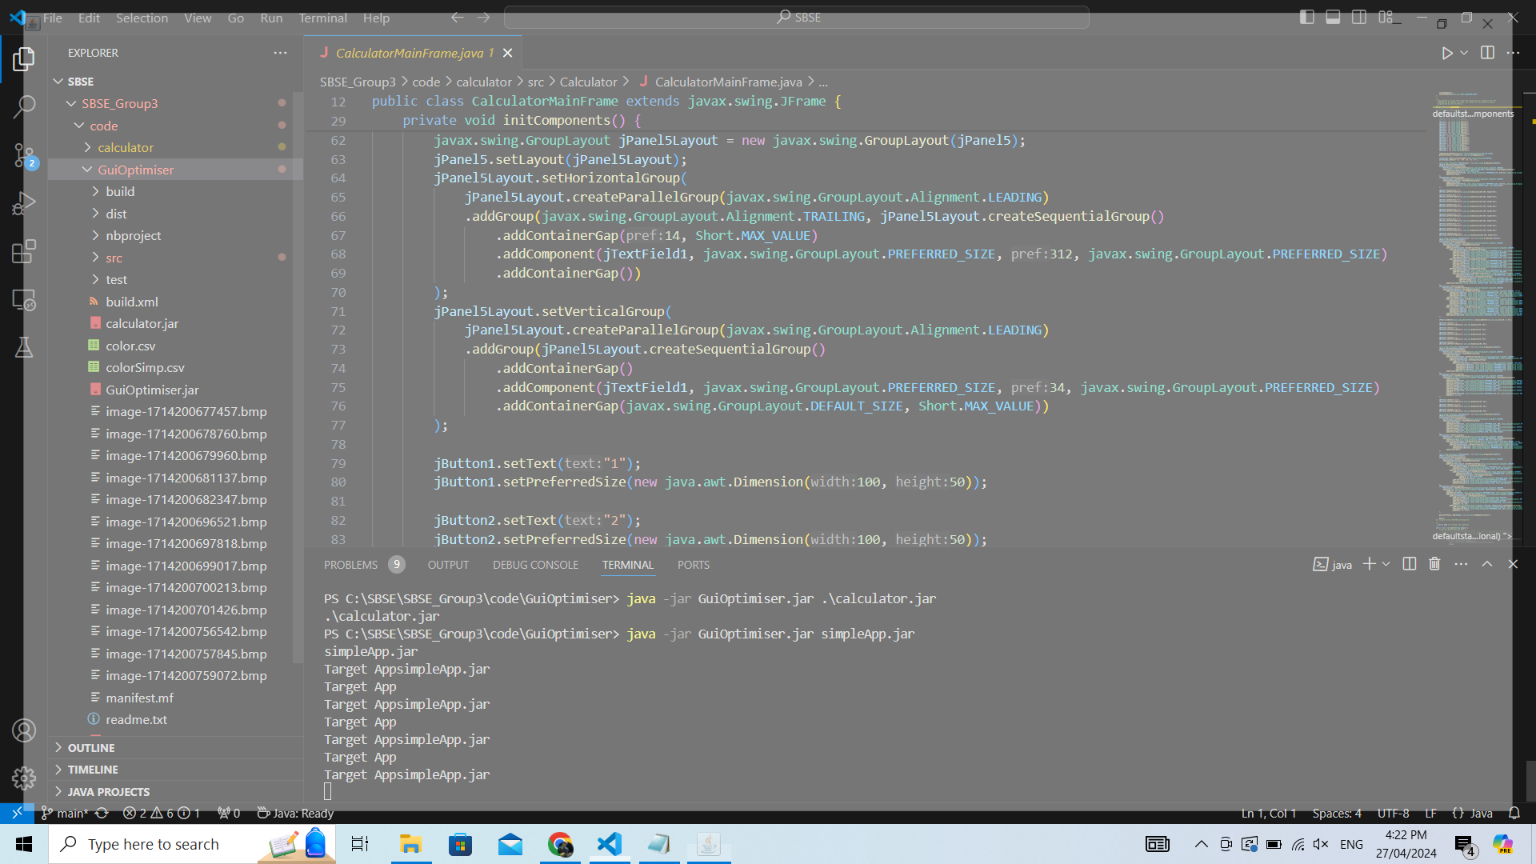 File Edit Selection View Go Run Terminal Help
SBSE
EXPLORER
SBSE
SBSE_Group3
code
calculator
GuiOptimiser
build
dist
nbproject
src
test
build.xml
calculator.jar
color.csv
colorSimp.csv
GuiOptimiser.jar
image-1714200677457.bmp
image-1714200678760.bmp
image-1714200679960.bmp
image-1714200681137.bmp
image-1714200682347.bmp
image-1714200696521.bmp
image-1714200697818.bmp
image-1714200699017.bmp
image-1714200700213.bmp
image-1714200701426.bmp
image-1714200756542.bmp
image-1714200757845.bmp
image-1714200759072.bmp
manifest.mf
readme.txt
OUTLINE
TIMELINE
JAVA PROJECTS
2
J CalculatorMainFrame.java 1
SBSE_Group3 > code > calculator > src > Calculator > J CalculatorMainFrame.java > ...
12 public class CalculatorMainFrame extends javax.swing.JFrame {
29 private void initComponents() {
62 javax.swing.GroupLayout jPanel5Layout = new javax.swing.GroupLayout(jPanel5);
63 jPanel5.setLayout(jPanel5Layout);
64 jPanel5Layout.setHorizontalGroup(
65 jPanel5Layout.createParallelGroup(javax.swing.GroupLayout.Alignment.LEADING)
66 .addGroup(javax.swing.GroupLayout.Alignment.TRAILING, jPanel5Layout.createSequentialGroup()
67 .addContainerGap(pref:14, Short.MAX_VALUE)
68 .addComponent(jTextField1, javax.swing.GroupLayout.PREFERRED_SIZE, pref:312, javax.swing.GroupLayout.PREFERRED_SIZE)
69 .addContainerGap())
70 );
71 jPanel5Layout.setVerticalGroup(
72 jPanel5Layout.createParallelGroup(javax.swing.GroupLayout.Alignment.LEADING)
73 .addGroup(jPanel5Layout.createSequentialGroup()
74 .addContainerGap()
75 .addComponent(jTextField1, javax.swing.GroupLayout.PREFERRED_SIZE, pref:34, javax.swing.GroupLayout.PREFERRED_SIZE)
76 .addContainerGap(javax.swing.GroupLayout.DEFAULT_SIZE, Short.MAX_VALUE))
77 );
78
79 jButton1.setText(text:"1");
80 jButton1.setPreferredSize(new java.awt.Dimension(width:100, height:50));
81
82 jButton2.setText(text:"2");
83 jButton2.setPreferredSize(new java.awt.Dimension(width:100, height:50));
defaultst...mponents
defaultsta...ional) ">
PROBLEMS 9 OUTPUT DEBUG CONSOLE TERMINAL PORTS
java
PS C:\SBSE\SBSE_Group3\code\GuiOptimiser> java -jar GuiOptimiser.jar .\calculator.jar
.\calculator.jar
PS C:\SBSE\SBSE_Group3\code\GuiOptimiser> java -jar GuiOptimiser.jar simpleApp.jar
simpleApp.jar
Target AppsimpleApp.jar
Target App
Target AppsimpleApp.jar
Target App
Target AppsimpleApp.jar
Target App
Target AppsimpleApp.jar
main* 2 6 1 0 Java: Ready
Ln 1, Col 1 Spaces: 4 UTF-8 LF {} Java
Type here to search
ENG
4:22 PM
27/04/2024
4
PRE